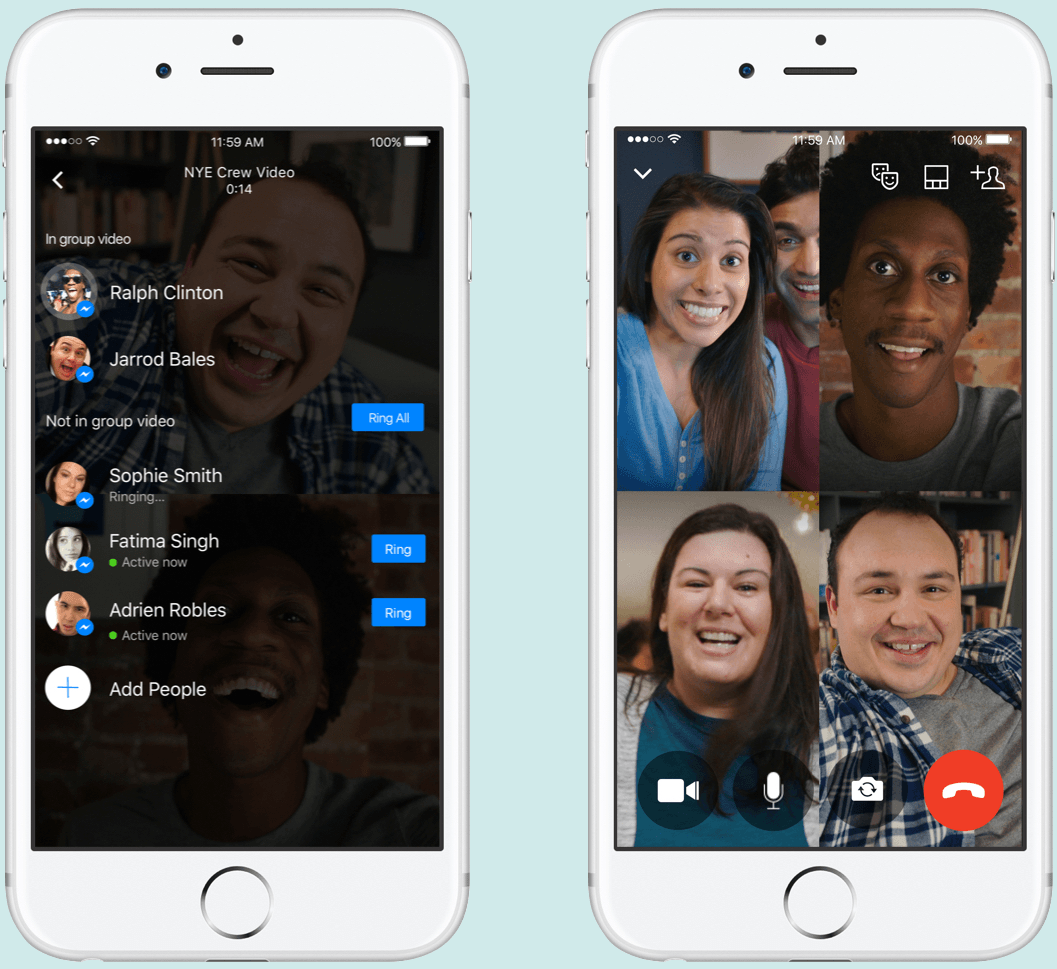 11:59 AM
100%
NYE Crew Video
0:14
In group video
Ralph Clinton
Jarrod Bales
Not in group video
Ring All
Sophie Smith
Ringing...
Fatima Singh
Active now
Ring
Adrien Robles
Active now
Ring
Add People
11:59 AM
100%